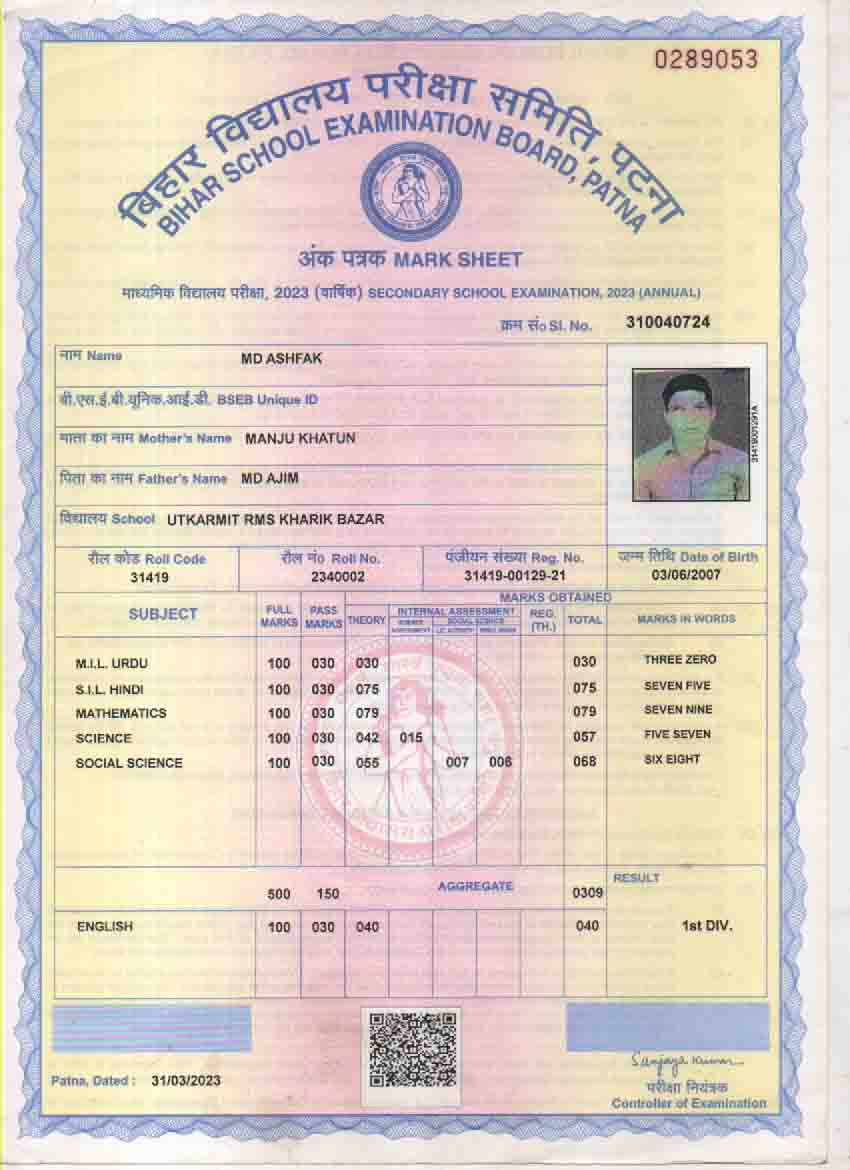 0289053
बिहार विद्यालय परीक्षा समिति, पटना
BIHAR SCHOOL EXAMINATION BOARD, PATNA
अंक पत्रक MARK SHEET
माध्यमिक विद्यालय परीक्षा, 2023 (वार्षिक) SECONDARY SCHOOL EXAMINATION, 2023 (ANNUAL)
क्रम सं० Sl. No. 310040724
नाम Name MD ASHFAK
बी.एस.ई.बी.यूनिक.आई.डी. BSEB Unique ID
माता का नाम Mother's Name MANJU KHATUN
पिता का नाम Father's Name MD AJIM
विद्यालय School UTKARMIT RMS KHARIK BAZAR
31419001291A
रौल कोड Roll Code रौल नं० Roll No. पंजीयन संख्या Reg. No. जन्म तिथि Date of Birth
31419 2340002 31419-00129-21 03/06/2007
SUBJECT FULL MARKS PASS MARKS MARKS OBTAINED
THEORY INTERNAL ASSESSMENT REG. (TH.) TOTAL MARKS IN WORDS
SOCIAL SCIENCE
M.I.L. URDU 100 030 030 030 THREE ZERO
S.I.L. HINDI 100 030 075 075 SEVEN FIVE
MATHEMATICS 100 030 079 079 SEVEN NINE
SCIENCE 100 030 042 015 057 FIVE SEVEN
SOCIAL SCIENCE 100 030 055 007 006 068 SIX EIGHT
500 150 AGGREGATE 0309 RESULT
ENGLISH 100 030 040 040 1st DIV.
Sanjaya Kumar
Patna, Dated : 31/03/2023
परीक्षा नियंत्रक
Controller of Examination